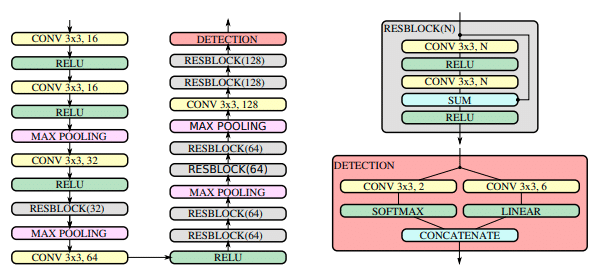 CONV 3x3, 16
RELU
CONV 3x3, 16
RELU
MAX POOLING
CONV 3x3, 32
RELU
RESBLOCK(32)
MAX POOLING
CONV 3x3, 64
DETECTION
RESBLOCK(128)
RESBLOCK(128)
CONV 3x3, 128
MAX POOLING
RESBLOCK(64)
RESBLOCK(64)
MAX POOLING
RESBLOCK(64)
RESBLOCK(64)
RELU
RESBLOCK(N)
CONV 3x3, N
RELU
CONV 3x3, N
SUM
RELU
DETECTION
CONV 3x3, 2
CONV 3x3, 6
SOFTMAX
LINEAR
CONCATENATE